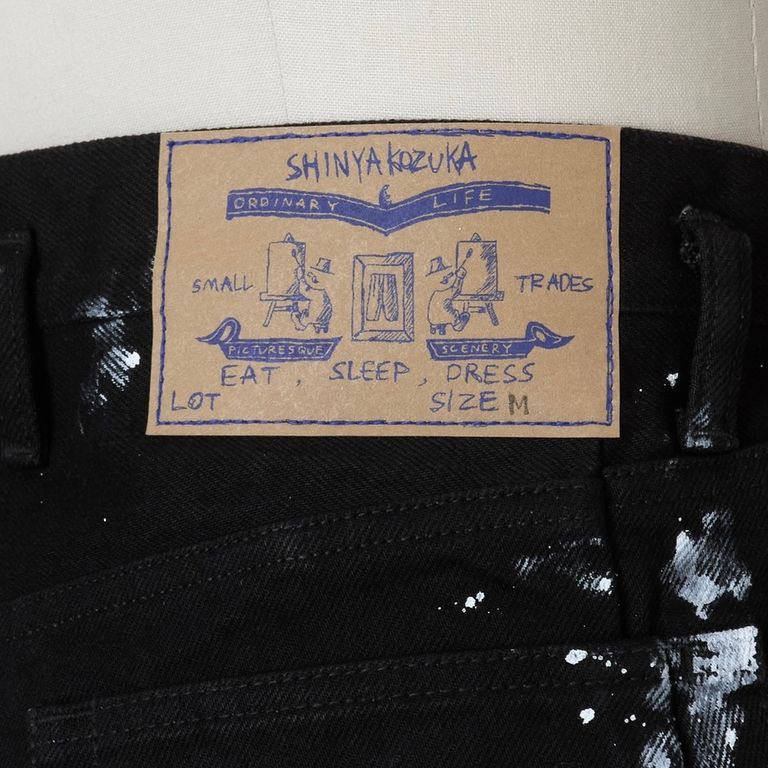 SHINYAKOZUKA
ORDINARY LIFE
SMALL TRADES
PICTURESQUE SCENERY
EAT, SLEEP, DRESS
LOT SIZE M